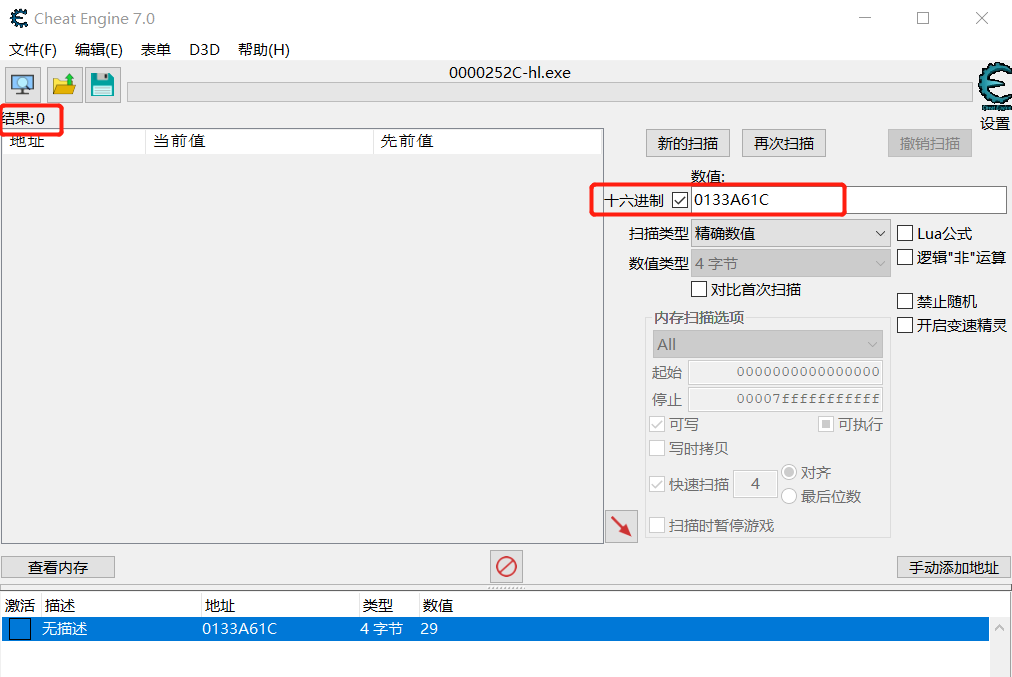 Cheat Engine 7.0
文件(F) 编辑(E) 表单 D3D 帮助(H)
0000252C-hl.exe
设置
结果:0
地址 当前值 先前值
新的扫描 再次扫描 撤销扫描
数值:
十六进制 0133A61C
扫描类型 精确数值
Lua公式
数值类型 4 字节
逻辑"非"运算
对比首次扫描
禁止随机
内存扫描选项
开启变速精灵
All
起始 0000000000000000
停止 00007fffffffffff
可写 可执行
写时拷贝
快速扫描 4 对齐
最后位数
扫描时暂停游戏
查看内存 手动添加地址
激活 描述 地址 类型 数值
无描述 0133A61C 4 字节 29